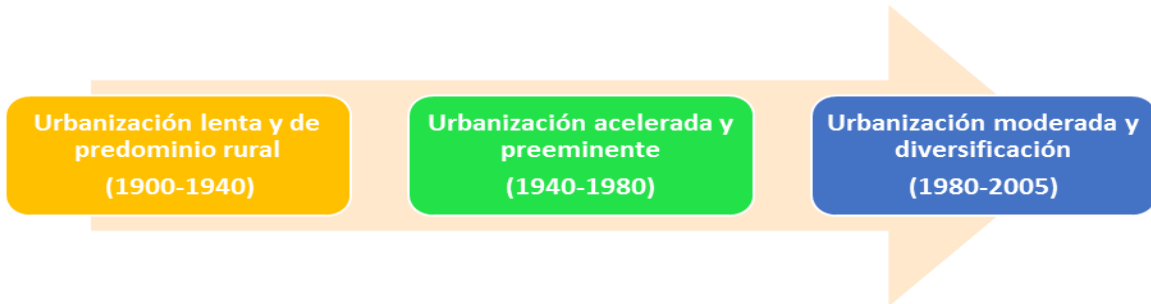 Urbanización lenta y de
predominio rural
(1900-1940)
Urbanización acelerada y
preeminente
(1940-1980)
Urbanización moderada y
diversificación
(1980-2005)